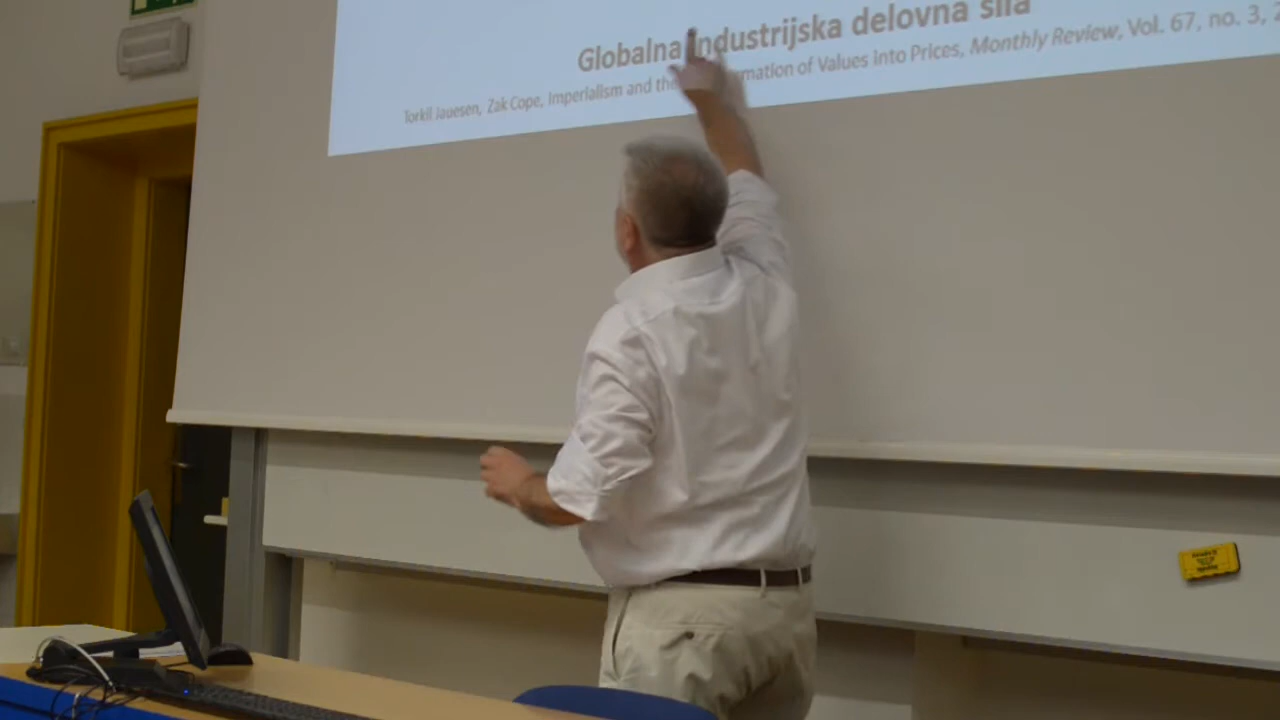 Globalna industrijska delovna sila
Torkil Lauesen, Zak Cope, Imperialism and the mation of Values Into Prices, Monthly Review, Vol. 67, no. 3,